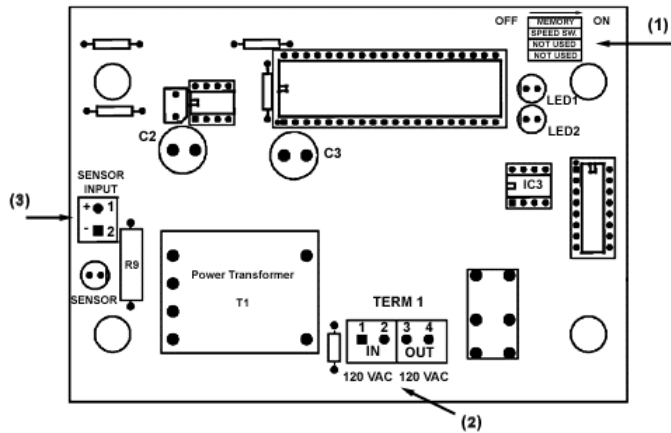 OFF MEMORY ON
SPEED SW.
NOT USED
NOT USED
(1)
LED1
LED2
C2
C3
SENSOR
INPUT
(3)
+ 1
- 2
IC3
R9
SENSOR
Power Transformer
T1
TERM 1
1 2 3 4
IN OUT
120 VAC 120 VAC
(2)